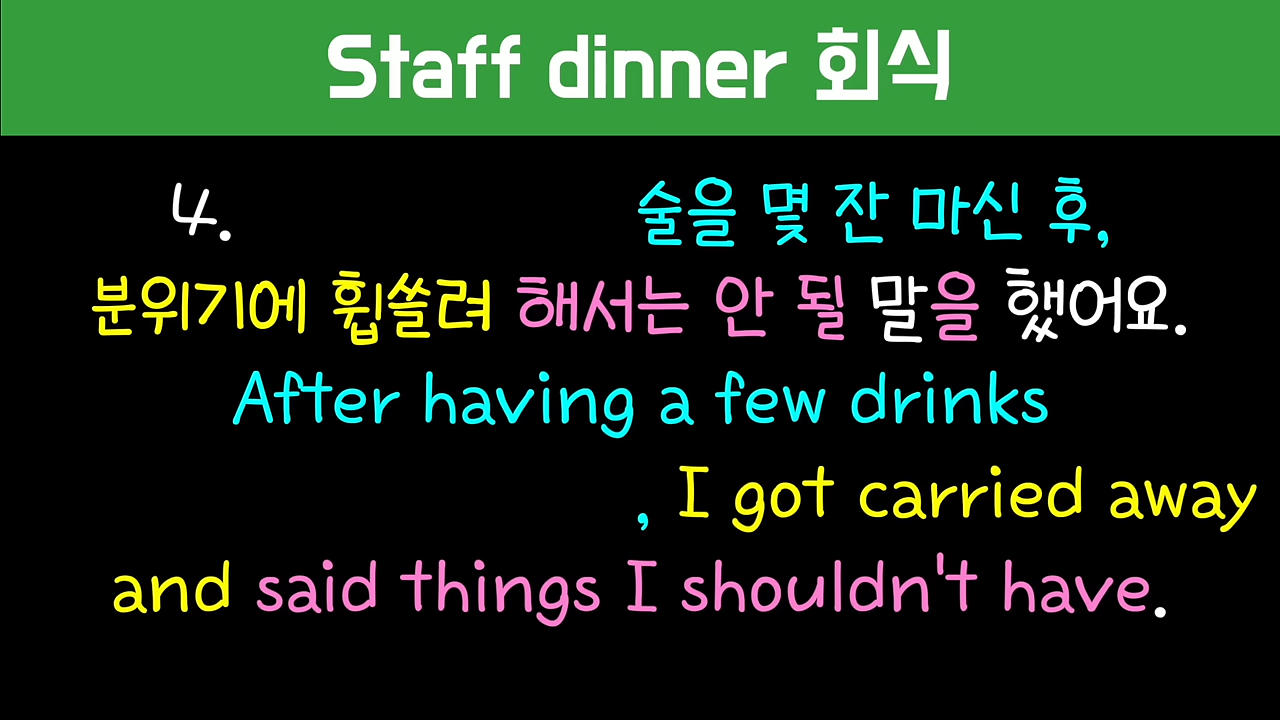 Staff dinner 회식
4. 술을 몇 잔 마신 후,
분위기에 휩쓸려 해서는 안 될 말을 했어요.
After having a few drinks
, I got carried away
and said things I shouldn't have.